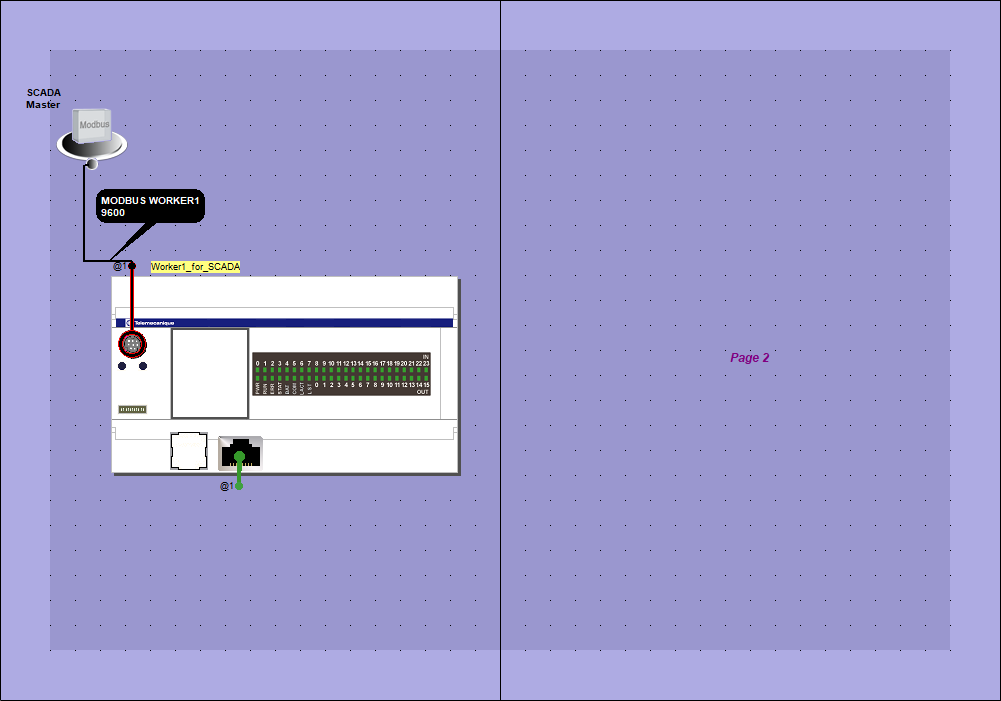 SCADA
Master
Modbus
MODBUS WORKER1
9600
@1
Worker1_for_SCADA
Telemecanique
IN
0 1 2 3 4 5 6 7 8 9 10 11 12 13 14 15 16 17 18 19 20 21 22 23
PWR RUN ERR STAT BAT COM LACT LST 0 1 2 3 4 5 6 7 8 9 10 11 12 13 14 15
OUT
@1
Page 2